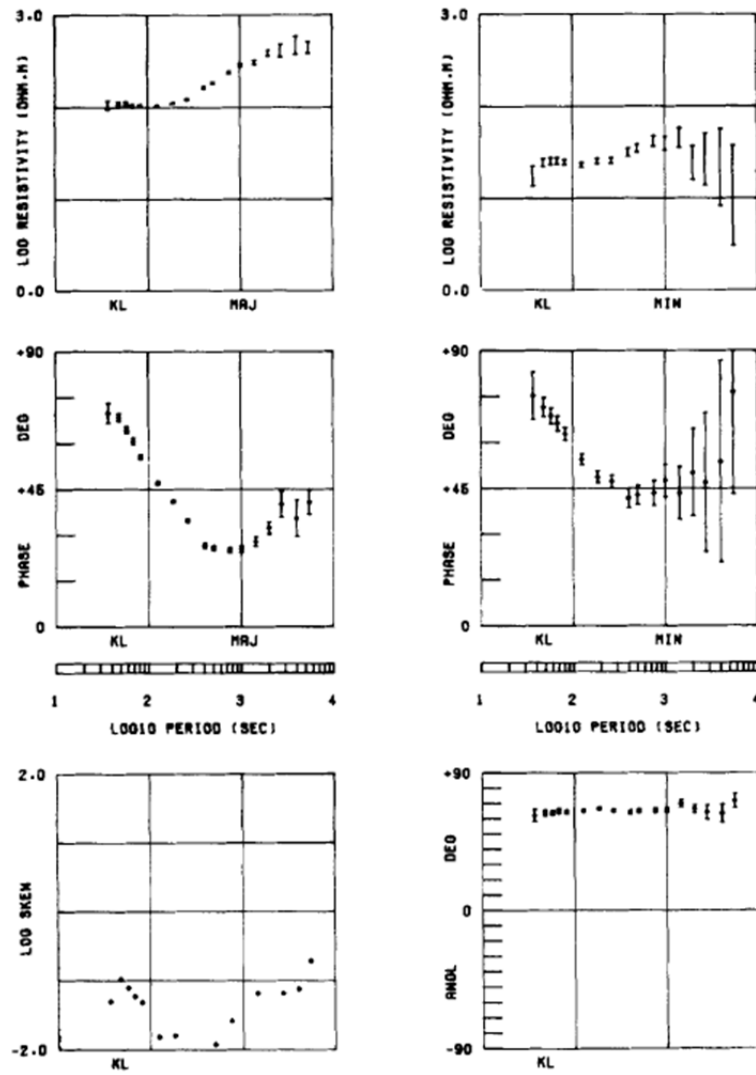 3.0
LOG RESISTIVITY (OHM.M)
0.0
KL MAJ
3.0
LOG RESISTIVITY (OHM.M)
0.0
KL MIN
+90
DEG
+45
PHASE
0
KL MAJ
+90
DEG
+45
PHASE
0
KL MIN
1 2 3 4
LOG10 PERIOD (SEC)
1 2 3 4
LOG10 PERIOD (SEC)
2.0
LOG SKEW
-2.0
KL
+90
DEG
0
ANGL
-90
KL